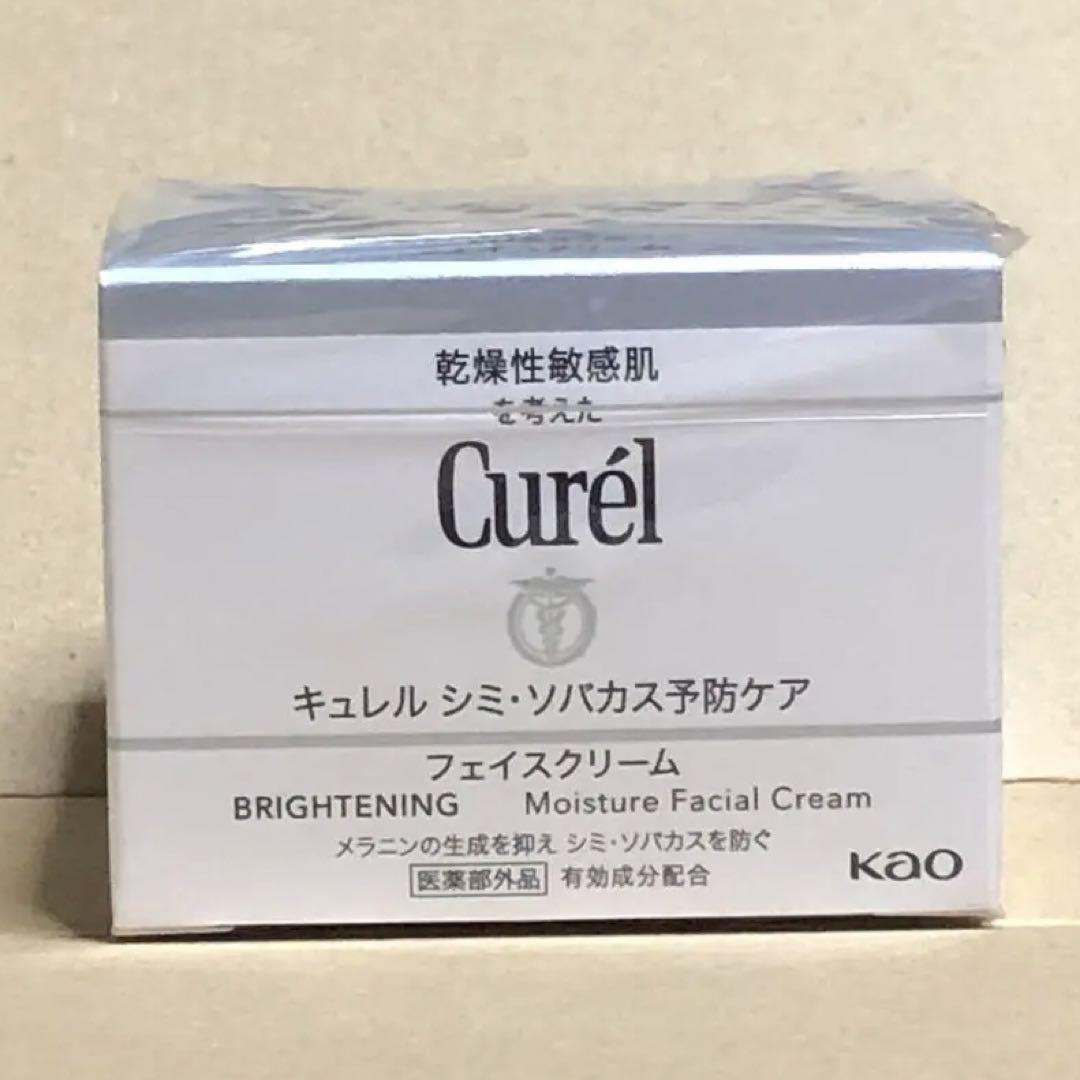 乾燥性敏感肌
を考えた
Curél
キュレル シミ・ソバカス予防ケア
フェイスクリーム
BRIGHTENING Moisture Facial Cream
メラニンの生成を抑え シミ・ソバカスを防ぐ
医薬部外品 有効成分配合
Kao